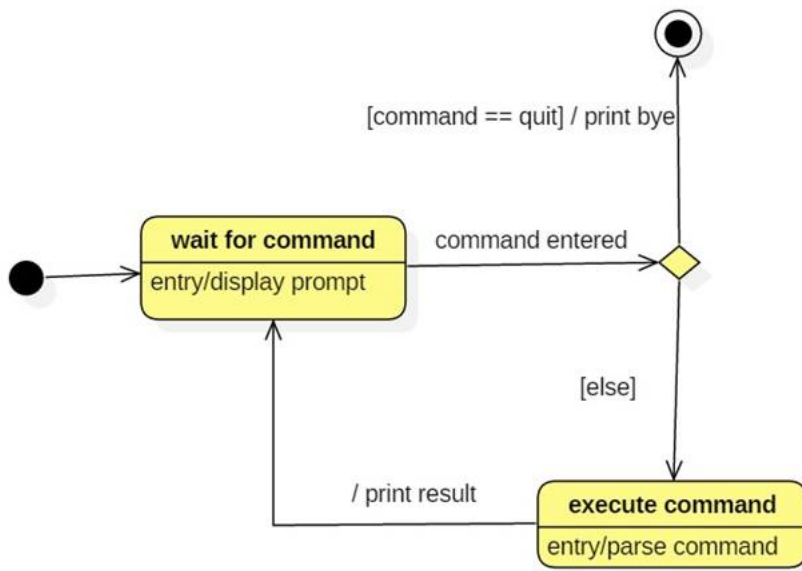 [command == quit] / print bye
wait for command
command entered
entry/display prompt
[else]
/ print result
execute command
entry/parse command